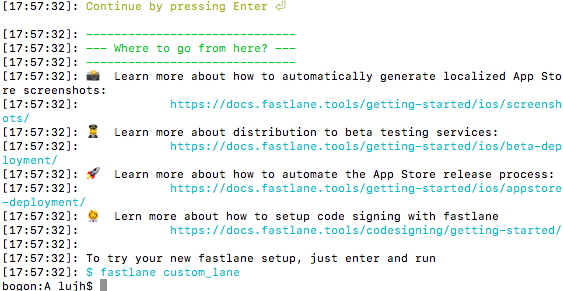 [17:57:32]: Continue by pressing Enter ⏎
[17:57:32]: ------------------------------
[17:57:32]: --- Where to go from here? ---
[17:57:32]: ------------------------------
[17:57:32]: 📸  Learn more about how to automatically generate localized App Sto
re screenshots:
[17:57:32]:             https://docs.fastlane.tools/getting-started/ios/screensh
ots/
[17:57:32]: 👩‍✈️  Learn more about distribution to beta testing services:
[17:57:32]:             https://docs.fastlane.tools/getting-started/ios/beta-dep
loyment/
[17:57:32]: 🚀  Learn more about how to automate the App Store release process:
[17:57:32]:             https://docs.fastlane.tools/getting-started/ios/appstore
-deployment/
[17:57:32]: 👩‍⚕️  Lern more about how to setup code signing with fastlane
[17:57:32]:             https://docs.fastlane.tools/codesigning/getting-started/
[17:57:32]:
[17:57:32]: To try your new fastlane setup, just enter and run
[17:57:32]: $ fastlane custom_lane
bogon:A lujh$